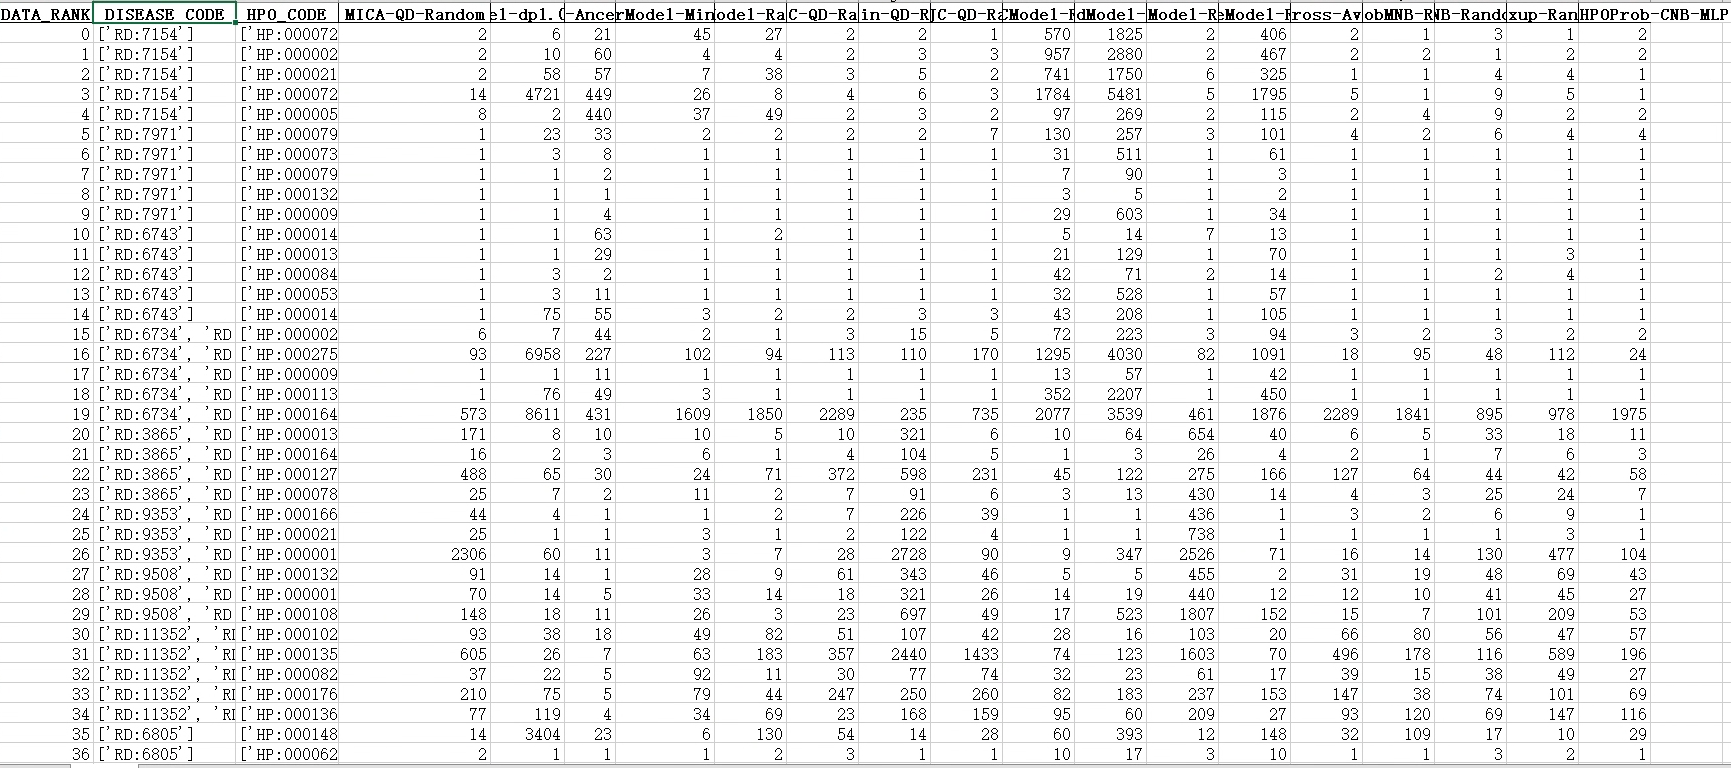 DATA_RANK DISEASE_CODE HPO_CODE MICA-QD-Random el-dpl. -Ance rModel-Min odel-Ra C-QD-Ra in-QD-R JC-QD-Ra Model- dModel- Model-R Model- ross-Av obMNB-R NB-Rando xup-Ran HPOProb-CNB-MLP
0 ['RD:7154'] ['HP:000072 2 6 21 45 27 2 2 1 570 1825 2 406 2 1 3 1 2
1 ['RD:7154'] ['HP:000002 2 10 60 4 4 2 3 3 957 2880 2 467 2 2 1 2 2
2 ['RD:7154'] ['HP:000021 2 58 57 7 38 3 5 2 741 1750 6 325 1 1 4 4 1
3 ['RD:7154'] ['HP:000072 14 4721 449 26 8 4 6 3 1784 5481 5 1795 5 1 9 5 1
4 ['RD:7154'] ['HP:000005 8 2 440 37 49 2 3 2 97 269 2 115 2 4 9 2 2
5 ['RD:7971'] ['HP:000079 1 23 33 2 2 2 2 7 130 257 3 101 4 2 6 4 4
6 ['RD:7971'] ['HP:000073 1 3 8 1 1 1 1 1 31 511 1 61 1 1 1 1 1
7 ['RD:7971'] ['HP:000079 1 1 2 1 1 1 1 1 7 90 1 3 1 1 1 1 1
8 ['RD:7971'] ['HP:000132 1 1 1 1 1 1 1 1 3 5 1 2 1 1 1 1 1
9 ['RD:7971'] ['HP:000009 1 1 4 1 1 1 1 1 29 603 1 34 1 1 1 1 1
10 ['RD:6743'] ['HP:000014 1 1 63 1 2 1 1 1 5 14 7 13 1 1 1 1 1
11 ['RD:6743'] ['HP:000013 1 1 29 1 1 1 1 1 21 129 1 70 1 1 1 3 1
12 ['RD:6743'] ['HP:000084 1 3 2 1 1 1 1 1 42 71 2 14 1 1 2 4 1
13 ['RD:6743'] ['HP:000053 1 3 11 1 1 1 1 1 32 528 1 57 1 1 1 1 1
14 ['RD:6743'] ['HP:000014 1 75 55 3 2 2 3 3 43 208 1 105 1 1 1 1 1
15 ['RD:6734', 'RD ['HP:000002 6 7 44 2 1 3 15 5 72 223 3 94 3 2 3 2 2
16 ['RD:6734', 'RD ['HP:000275 93 6958 227 102 94 113 110 170 1295 4030 82 1091 18 95 48 112 24
17 ['RD:6734', 'RD ['HP:000009 1 1 11 1 1 1 1 1 13 57 1 42 1 1 1 1 1
18 ['RD:6734', 'RD ['HP:000113 1 76 49 3 1 1 1 1 352 2207 1 450 1 1 1 1 1
19 ['RD:6734', 'RD ['HP:000164 573 8611 431 1609 1850 2289 235 735 2077 3539 461 1876 2289 1841 895 978 1975
20 ['RD:3865', 'RD ['HP:000013 171 8 10 10 5 10 321 6 10 64 654 40 6 5 33 18 11
21 ['RD:3865', 'RD ['HP:000164 16 2 3 6 1 4 104 5 1 3 26 4 2 1 7 6 3
22 ['RD:3865', 'RD ['HP:000127 488 65 30 24 71 372 598 231 45 122 275 166 127 64 44 42 58
23 ['RD:3865', 'RD ['HP:000078 25 7 2 11 2 7 91 6 3 13 430 14 4 3 25 24 7
24 ['RD:9353', 'RD ['HP:000166 44 4 1 1 2 7 226 39 1 1 436 1 3 2 6 9 1
25 ['RD:9353', 'RD ['HP:000021 25 1 1 3 1 2 122 4 1 1 738 1 1 1 1 3 1
26 ['RD:9353', 'RD ['HP:000001 2306 60 11 3 7 28 2728 90 9 347 2526 71 16 14 130 477 104
27 ['RD:9508', 'RD ['HP:000132 91 14 1 28 9 61 343 46 5 5 455 2 31 19 48 69 43
28 ['RD:9508', 'RD ['HP:000001 70 14 5 33 14 18 321 26 14 19 440 12 12 10 41 45 27
29 ['RD:9508', 'RD ['HP:000108 148 18 11 26 3 23 697 49 17 523 1807 152 15 7 101 209 53
30 ['RD:11352', 'RI ['HP:000102 93 38 18 49 82 51 107 42 28 16 103 20 66 80 56 47 57
31 ['RD:11352', 'RI ['HP:000135 605 26 7 63 183 357 2440 1433 74 123 1603 70 496 178 116 589 196
32 ['RD:11352', 'RI ['HP:000082 37 22 5 92 11 30 77 74 32 23 61 17 39 15 38 49 27
33 ['RD:11352', 'RI ['HP:000176 210 75 5 79 44 247 250 260 82 183 237 153 147 38 74 101 69
34 ['RD:11352', 'RI ['HP:000136 77 119 4 34 69 23 168 159 95 60 209 27 93 120 69 147 116
35 ['RD:6805'] ['HP:000148 14 3404 23 6 130 54 14 28 60 393 12 148 32 109 17 10 29
36 ['RD:6805'] ['HP:000062 2 1 1 1 2 3 1 1 10 17 3 10 1 1 3 2 1